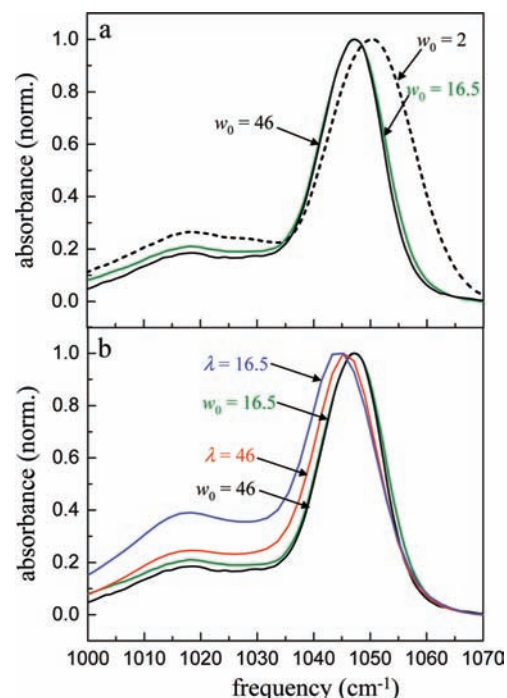 a
absorbance (norm.)
1.0
0.8
0.6
0.4
0.2
0.0
w₀ = 2
w₀ = 16.5
w₀ = 46
b
absorbance (norm.)
1.0
0.8
0.6
0.4
0.2
0.0
λ = 16.5
w₀ = 16.5
λ = 46
w₀ = 46
1000 1010 1020 1030 1040 1050 1060 1070
frequency (cm⁻¹)